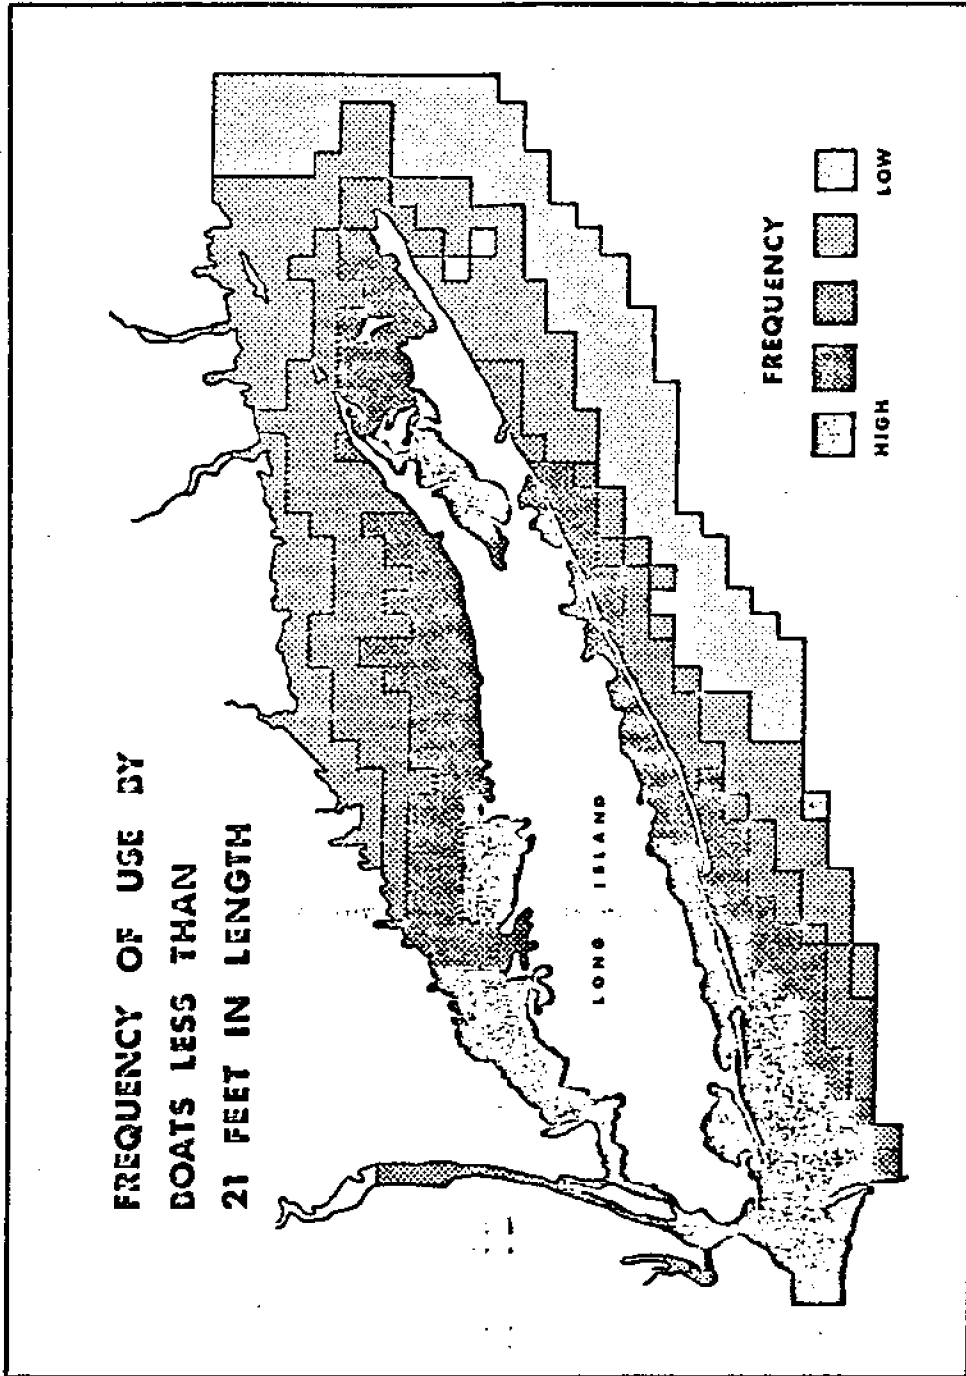 FREQUENCY OF USE BY
BOATS LESS THAN
21 FEET IN LENGTH
LONG ISLAND
FREQUENCY
HIGH
LOW